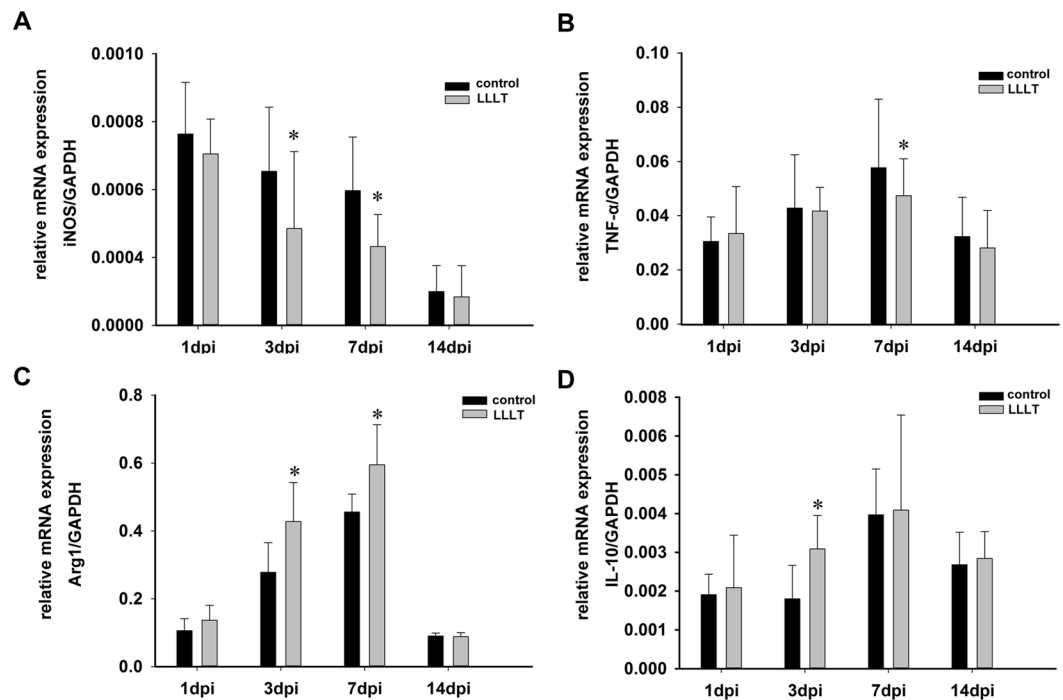 A
relative mRNA expression
iNOS/GAPDH
0.0010
0.0008
0.0006
0.0004
0.0002
0.0000
control
LLLT
*
*
1dpi 3dpi 7dpi 14dpi
B
relative mRNA expression
TNF-α/GAPDH
0.10
0.08
0.06
0.04
0.02
0.00
control
LLLT
*
1dpi 3dpi 7dpi 14dpi
C
relative mRNA expression
Arg1/GAPDH
0.8
0.6
0.4
0.2
0.0
control
LLLT
*
*
1dpi 3dpi 7dpi 14dpi
D
relative mRNA expression
IL-10/GAPDH
0.008
0.007
0.006
0.005
0.004
0.003
0.002
0.001
0.000
control
LLLT
*
1dpi 3dpi 7dpi 14dpi